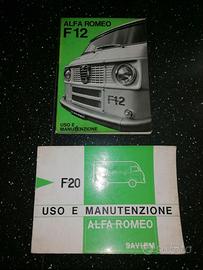 ALFA ROMEO
F12
F12
USO E
MANUTENZIONE
F20
USO E MANUTENZIONE
ALFA ROMEO
SAVIEM